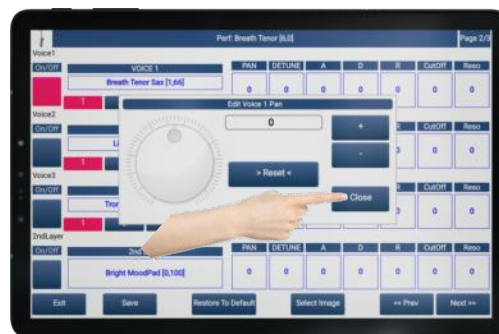 Perf: Breath Tenor [6,0]
Page 2/3
Voice1
On/Off VOICE 1 PAN DETUNE A D R CutOff Reso
Breath Tenor Sax [1,66] 0 0 0 0 0 0 0
1
Edit Voice 1 Pan
0 +
-
> Reset <
Close
Voice2
On/Off R CutOff Reso
0 0
1
Voice3
On/Off R CutOff Reso
0 0 0
1
2ndLayer
On/Off 2nd PAN DETUNE A D R CutOff Reso
Bright MoodPad [0,100] 0 0 0 0 0 0 0
Exit Save Restore To Default Select Image << Prev Next >>